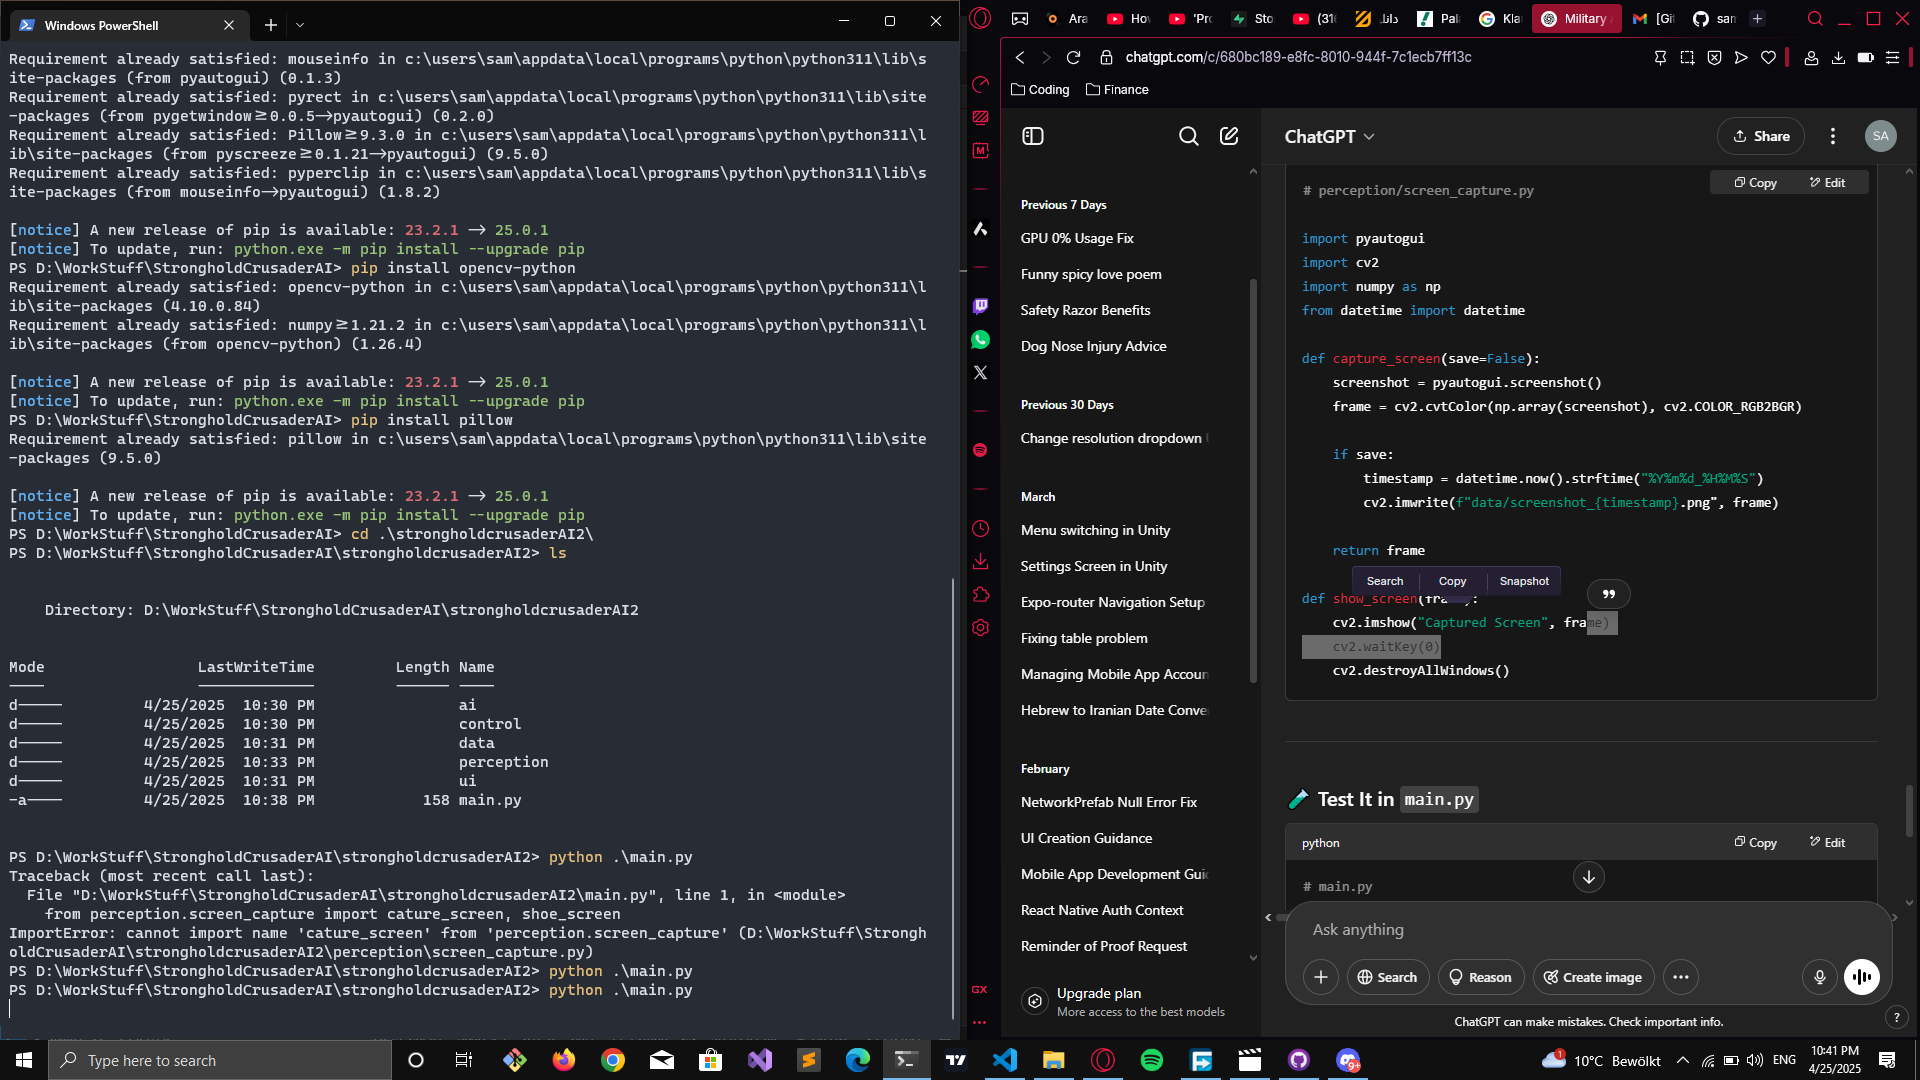 Windows PowerShell
Requirement already satisfied: mouseinfo in c:\users\sam\appdata\local\programs\python\python311\lib\s
ite-packages (from pyautogui) (0.1.3)
Requirement already satisfied: pyrect in c:\users\sam\appdata\local\programs\python\python311\lib\site
-packages (from pygetwindow≥0.0.5->pyautogui) (0.2.0)
Requirement already satisfied: Pillow≥9.3.0 in c:\users\sam\appdata\local\programs\python\python311\l
ib\site-packages (from pyscreeze≥0.1.21->pyautogui) (9.5.0)
Requirement already satisfied: pyperclip in c:\users\sam\appdata\local\programs\python\python311\lib\s
ite-packages (from mouseinfo->pyautogui) (1.8.2)
[notice] A new release of pip is available: 23.2.1 -> 25.0.1
[notice] To update, run: python.exe -m pip install --upgrade pip
PS D:\WorkStuff\StrongholdCrusaderAI> pip install opencv-python
Requirement already satisfied: opencv-python in c:\users\sam\appdata\local\programs\python\python311\l
ib\site-packages (4.10.0.84)
Requirement already satisfied: numpy≥1.21.2 in c:\users\sam\appdata\local\programs\python\python311\l
ib\site-packages (from opencv-python) (1.26.4)
[notice] A new release of pip is available: 23.2.1 -> 25.0.1
[notice] To update, run: python.exe -m pip install --upgrade pip
PS D:\WorkStuff\StrongholdCrusaderAI> pip install pillow
Requirement already satisfied: pillow in c:\users\sam\appdata\local\programs\python\python311\lib\site
-packages (9.5.0)
[notice] A new release of pip is available: 23.2.1 -> 25.0.1
[notice] To update, run: python.exe -m pip install --upgrade pip
PS D:\WorkStuff\StrongholdCrusaderAI> cd .\strongholdcrusaderAI2\
PS D:\WorkStuff\StrongholdCrusaderAI\strongholdcrusaderAI2> ls
Directory: D:\WorkStuff\StrongholdCrusaderAI\strongholdcrusaderAI2
Mode LastWriteTime Length Name
---- ------------- ------ ----
d----- 4/25/2025 10:30 PM ai
d----- 4/25/2025 10:30 PM control
d----- 4/25/2025 10:31 PM data
d----- 4/25/2025 10:33 PM perception
d----- 4/25/2025 10:31 PM ui
-a---- 4/25/2025 10:38 PM 158 main.py
PS D:\WorkStuff\StrongholdCrusaderAI\strongholdcrusaderAI2> python .\main.py
Traceback (most recent call last):
File "D:\WorkStuff\StrongholdCrusaderAI\strongholdcrusaderAI2\main.py", line 1, in <module>
from perception.screen_capture import cature_screen, shoe_screen
ImportError: cannot import name 'cature_screen' from 'perception.screen_capture' (D:\WorkStuff\Strongh
oldCrusaderAI\strongholdcrusaderAI2\perception\screen_capture.py)
PS D:\WorkStuff\StrongholdCrusaderAI\strongholdcrusaderAI2> python .\main.py
PS D:\WorkStuff\StrongholdCrusaderAI\strongholdcrusaderAI2> python .\main.py
Ara Hov 'Pr Sto (31 Pal Kla Military [Gi san
chatgpt.com/c/680bc189-e8fc-8010-944f-7c1ecb7ff13c
Coding Finance
GX
Previous 7 Days
GPU 0% Usage Fix
Funny spicy love poem
Safety Razor Benefits
Dog Nose Injury Advice
Previous 30 Days
Change resolution dropdown
March
Menu switching in Unity
Settings Screen in Unity
Expo-router Navigation Setup
Fixing table problem
Managing Mobile App Accoun
Hebrew to Iranian Date Conve
February
NetworkPrefab Null Error Fix
UI Creation Guidance
Mobile App Development Gui
React Native Auth Context
Reminder of Proof Request
Upgrade plan
More access to the best models
ChatGPT
Share
SA
Copy Edit
# perception/screen_capture.py
import pyautogui
import cv2
import numpy as np
from datetime import datetime
def capture_screen(save=False):
screenshot = pyautogui.screenshot()
frame = cv2.cvtColor(np.array(screenshot), cv2.COLOR_RGB2BGR)
if save:
timestamp = datetime.now().strftime("%Y%m%d_%H%M%S")
cv2.imwrite(f"data/screenshot_{timestamp}.png", frame)
return frame
Search Copy Snapshot
def show_screen(frame):
cv2.imshow("Captured Screen", frame)
cv2.waitKey(0)
cv2.destroyAllWindows()
Test It in main.py
python Copy Edit
# main.py
Ask anything
Search Reason Create image
ChatGPT can make mistakes. Check important info.
?
Type here to search
9+
1
10°C Bewölkt
ENG
10:41 PM
4/25/2025